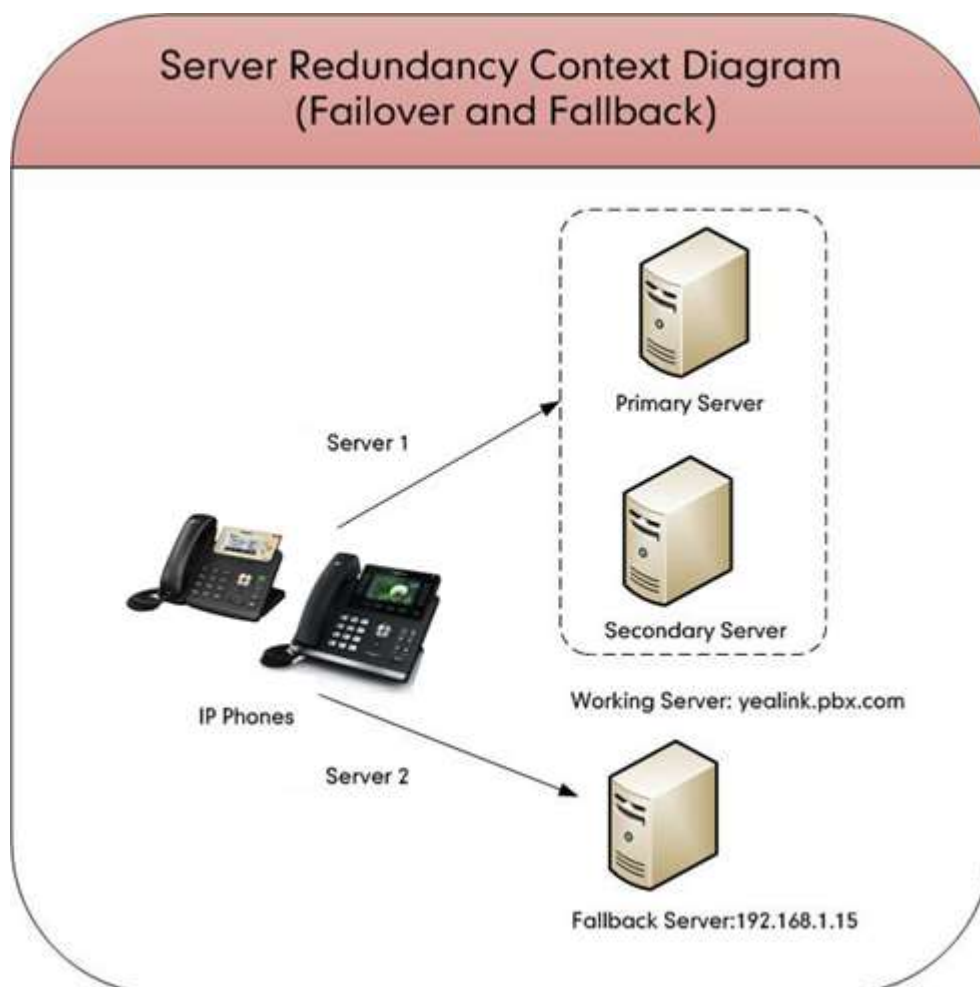 Server Redundancy Context Diagram
(Failover and Fallback)
Primary Server
Server 1
Secondary Server
IP Phones
Working Server: yealink.pbx.com
Server 2
Fallback Server:192.168.1.15